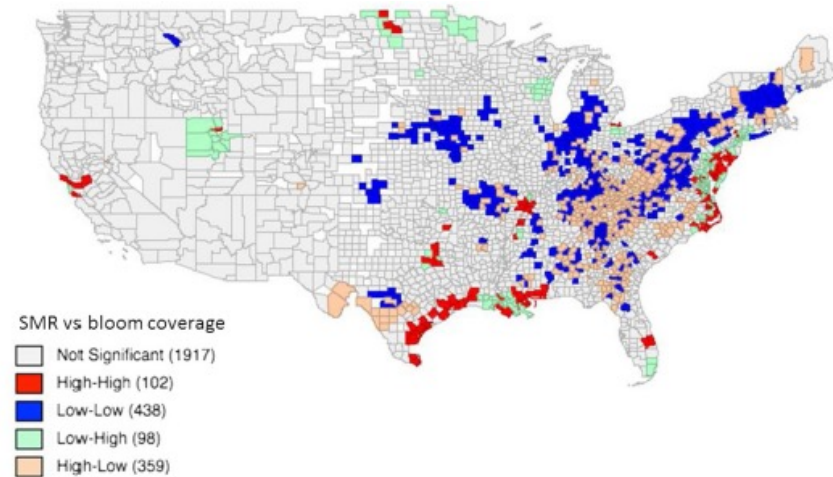 SMR vs bloom coverage
Not Significant (1917)
High-High (102)
Low-Low (438)
Low-High (98)
High-Low (359)